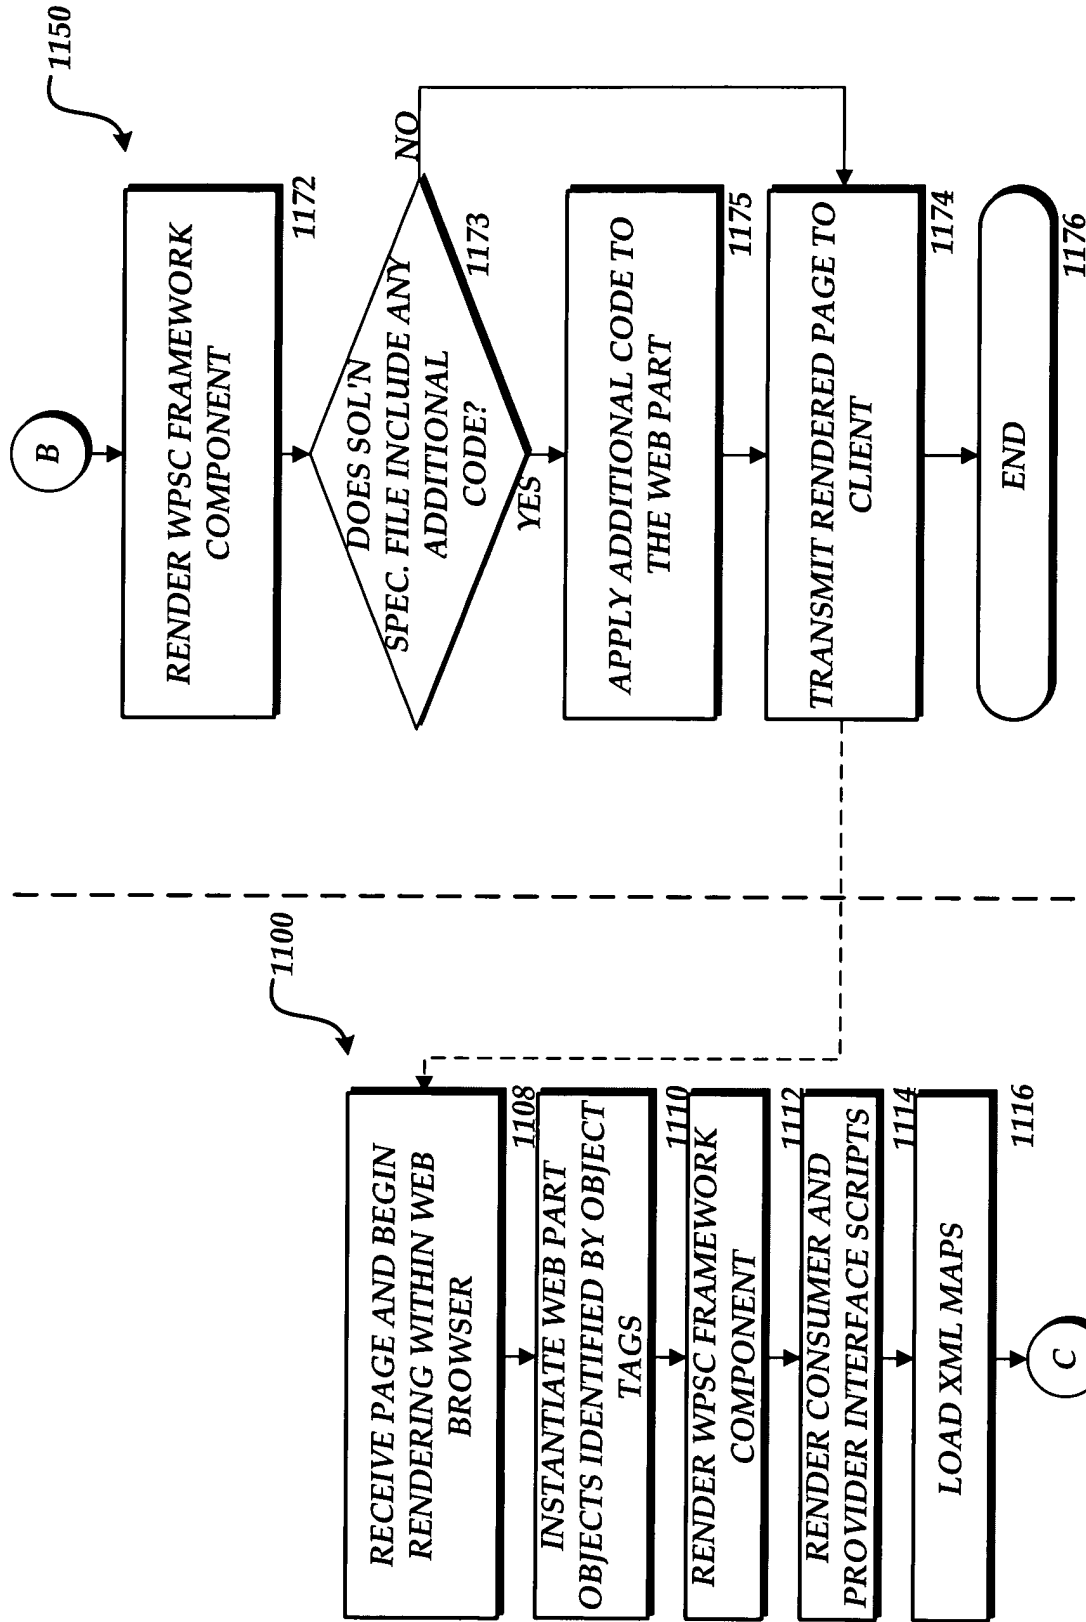 1100
RECEIVE PAGE AND BEGIN
RENDERING WITHIN WEB
BROWSER
1108
INSTANTIATE WEB PART
OBJECTS IDENTIFIED BY OBJECT
TAGS
1110
RENDER WPSC FRAMEWORK
COMPONENT
1112
RENDER CONSUMER AND
PROVIDER INTERFACE SCRIPTS
1114
LOAD XML MAPS
1116
C
1150
B
RENDER WPSC FRAMEWORK
COMPONENT
1172
DOES SOL'N
SPEC. FILE INCLUDE ANY
ADDITIONAL
CODE?
1173
NO
YES
APPLY ADDITIONAL CODE TO
THE WEB PART
1175
TRANSMIT RENDERED PAGE TO
CLIENT
1174
END
1176